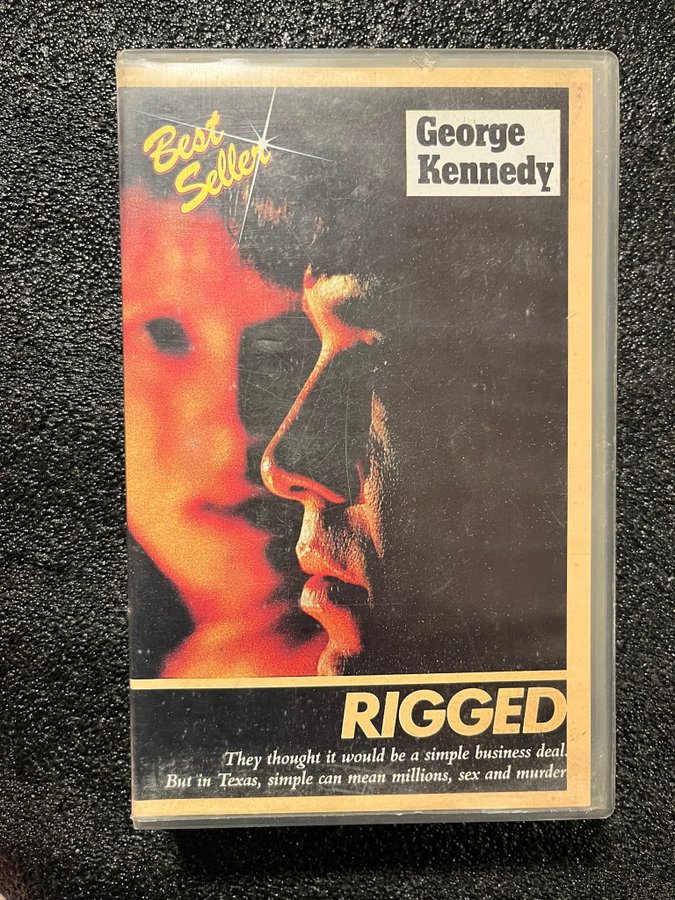 Best
Seller
George
Kennedy
RIGGED
They thought it would be a simple business deal.
But in Texas, simple can mean millions, sex and murder